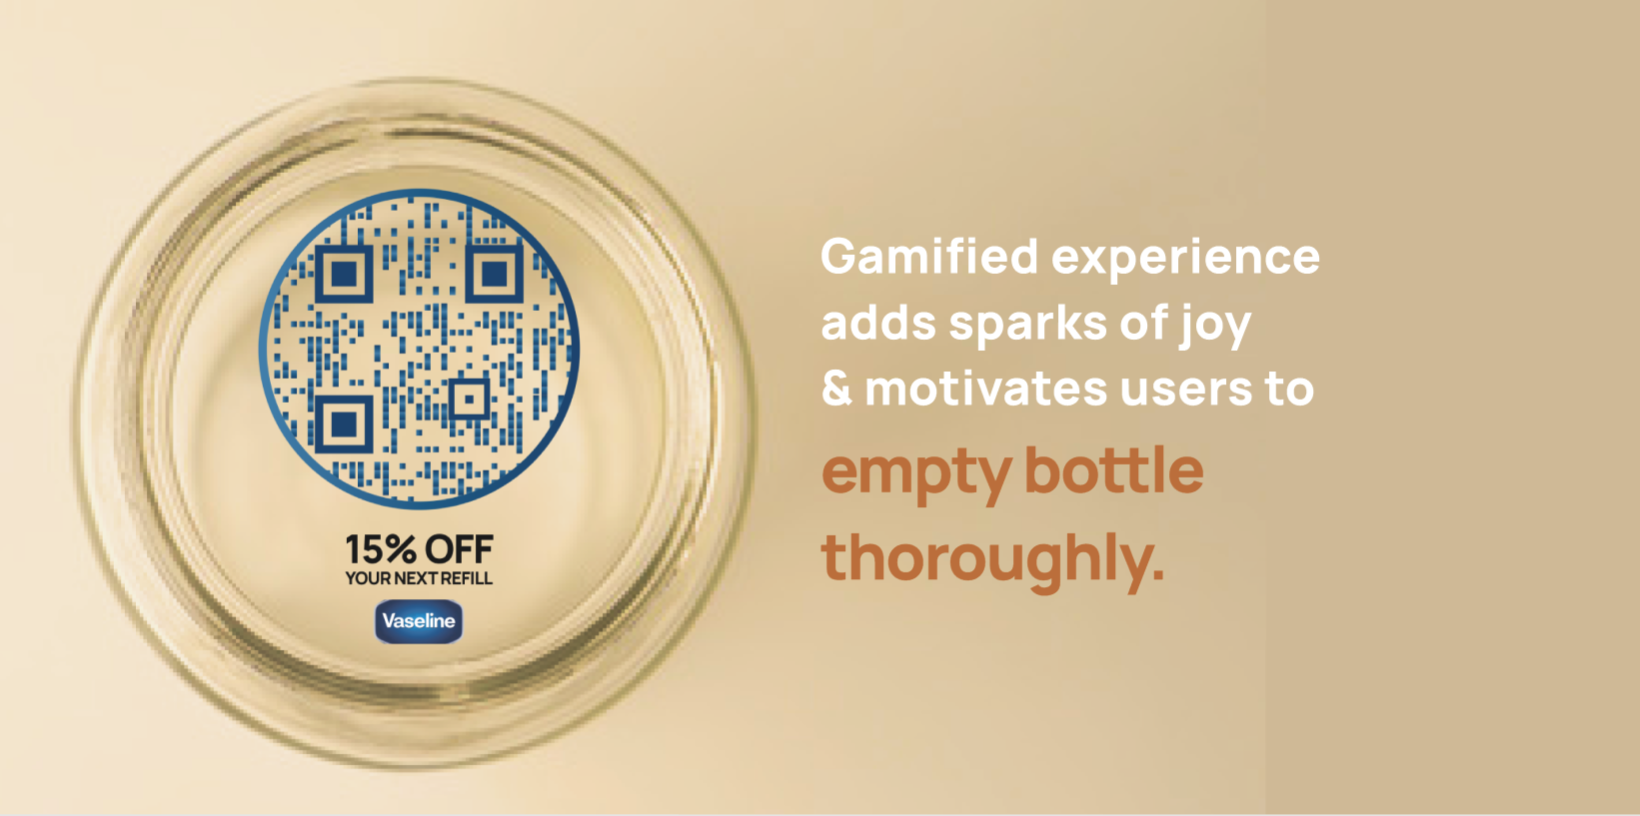 15% OFF
YOUR NEXT REFILL
Vaseline
Gamified experience
adds sparks of joy
& motivates users to
empty bottle
thoroughly.